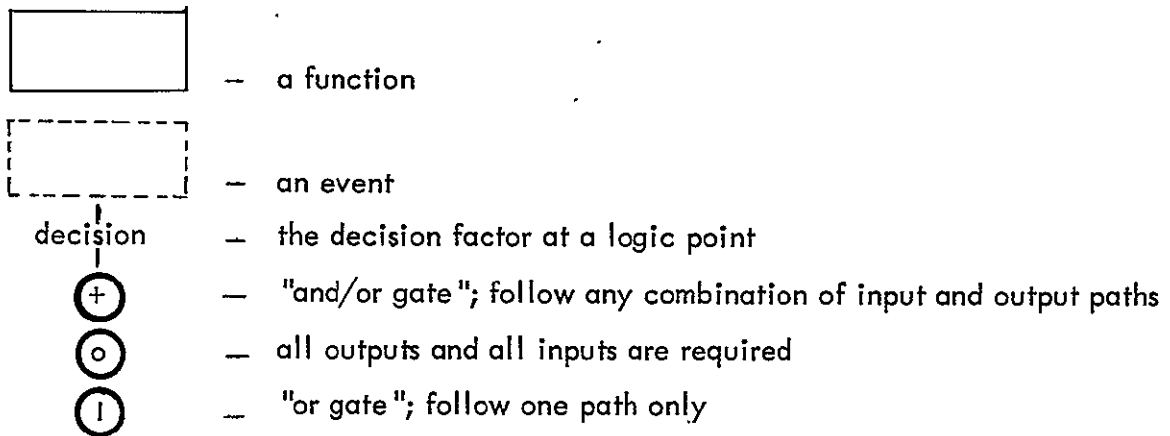 – a function
– an event
decision – the decision factor at a logic point
+ – "and/or gate"; follow any combination of input and output paths
o – all outputs and all inputs are required
I – "or gate"; follow one path only